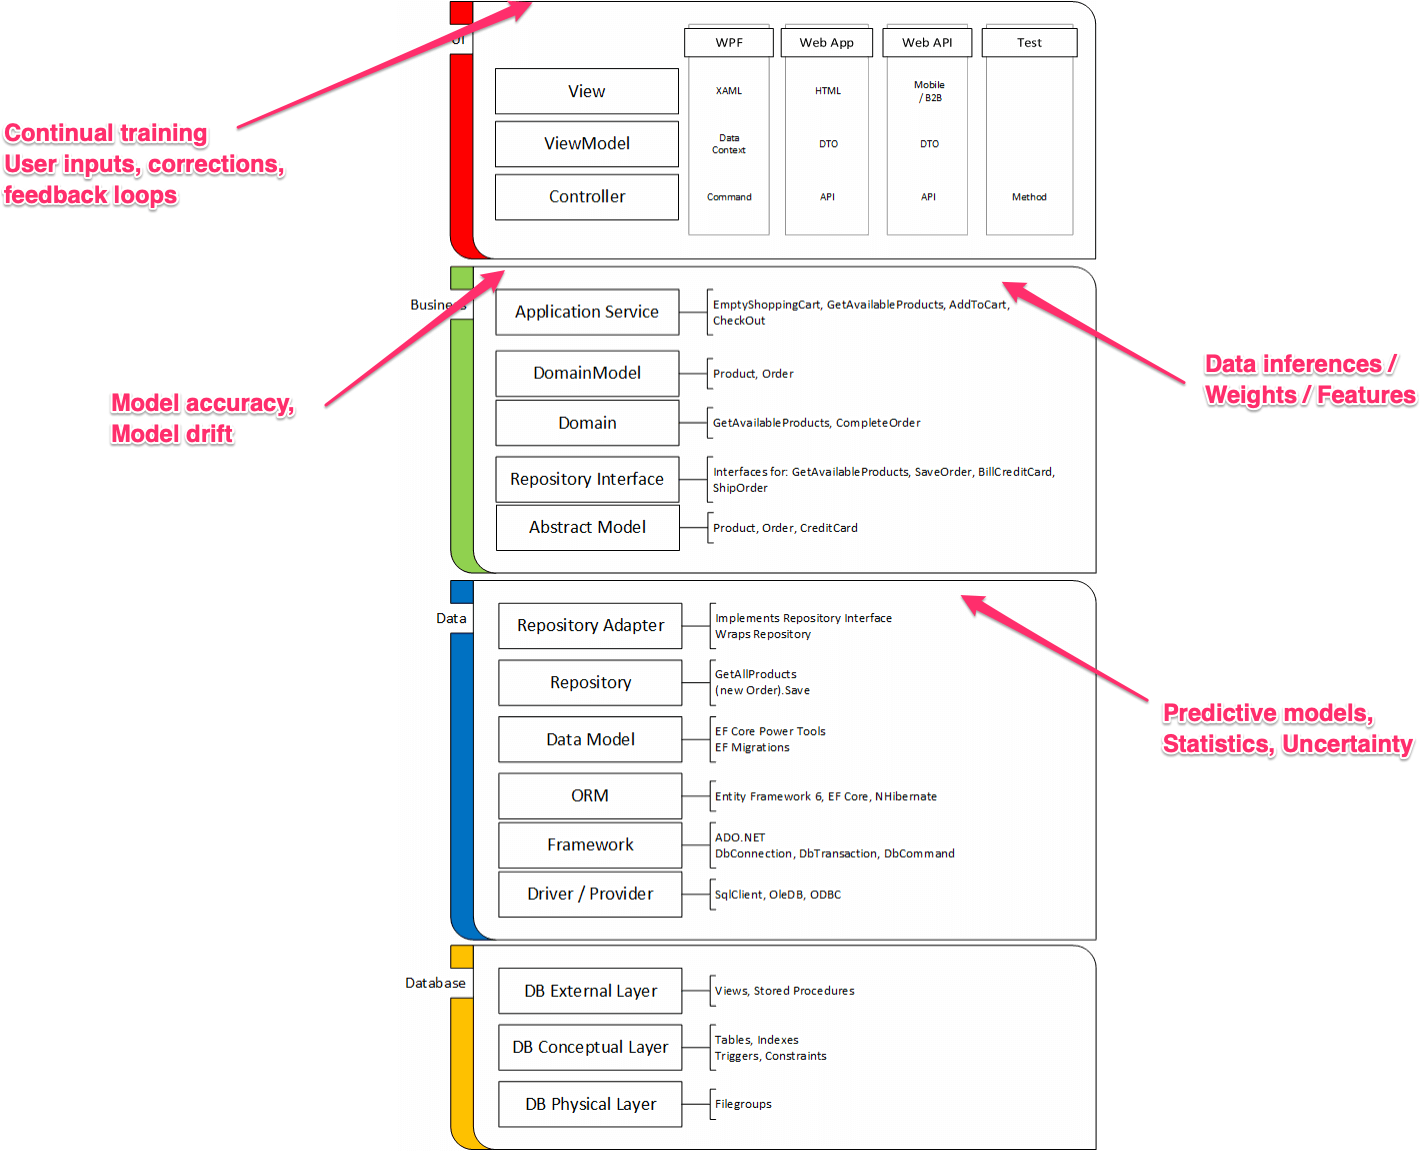 UI
WPF
Web App
Web API
Test
View
XAML
HTML
Mobile
/ B2B
ViewModel
Data
Context
DTO
DTO
Controller
Command
API
API
Method
Continual training
User inputs, corrections,
feedback loops
Business
Application Service
EmptyShoppingCart, GetAvailableProducts, AddToCart,
CheckOut
DomainModel
Product, Order
Domain
GetAvailableProducts, CompleteOrder
Repository Interface
Interfaces for: GetAvailableProducts, SaveOrder, BillCreditCard,
ShipOrder
Abstract Model
Product, Order, CreditCard
Model accuracy,
Model drift
Data inferences /
Weights / Features
Data
Repository Adapter
Implements Repository Interface
Wraps Repository
Repository
GetAllProducts
(new Order).Save
Data Model
EF Core Power Tools
EF Migrations
ORM
Entity Framework 6, EF Core, NHibernate
Framework
ADO.NET
DbConnection, DbTransaction, DbCommand
Driver / Provider
SqlClient, OleDB, ODBC
Predictive models,
Statistics, Uncertainty
Database
DB External Layer
Views, Stored Procedures
DB Conceptual Layer
Tables, Indexes
Triggers, Constraints
DB Physical Layer
Filegroups